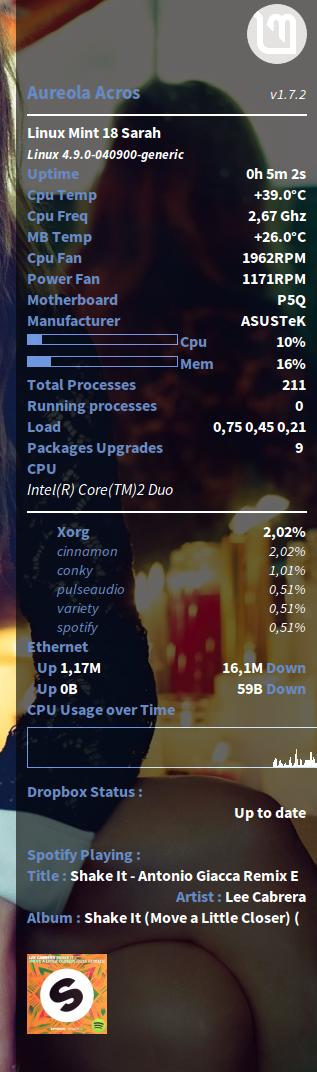 Aureola Acros v1.7.2
Linux Mint 18 Sarah
Linux 4.9.0-040900-generic
Uptime 0h 5m 2s
Cpu Temp +39.0°C
Cpu Freq 2,67 Ghz
MB Temp +26.0°C
Cpu Fan 1962RPM
Power Fan 1171RPM
Motherboard P5Q
Manufacturer ASUSTeK
Cpu 10%
Mem 16%
Total Processes 211
Running processes 0
Load 0,75 0,45 0,21
Packages Upgrades 9
CPU
Intel(R) Core(TM)2 Duo
Xorg 2,02%
cinnamon 2,02%
conky 1,01%
pulseaudio 0,51%
variety 0,51%
spotify 0,51%
Ethernet
Up 1,17M 16,1M Down
Up 0B 59B Down
CPU Usage over Time
Dropbox Status :
Up to date
Spotify Playing :
Title : Shake It - Antonio Giacca Remix E
Artist : Lee Cabrera
Album : Shake It (Move a Little Closer) (